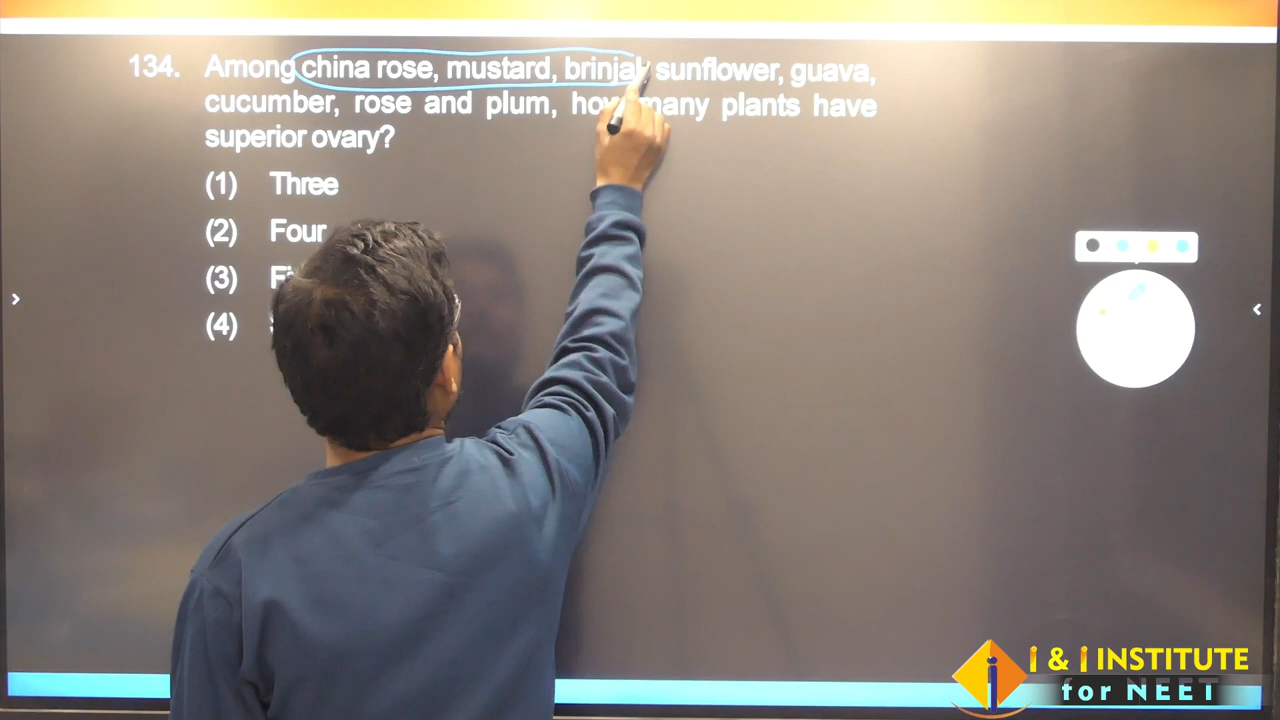 134. Among china rose, mustard, brinjal, sunflower, guava,
cucumber, rose and plum, how many plants have
superior ovary?
(1) Three
(2) Four
(3)
(4)
i & i INSTITUTE
for NEET